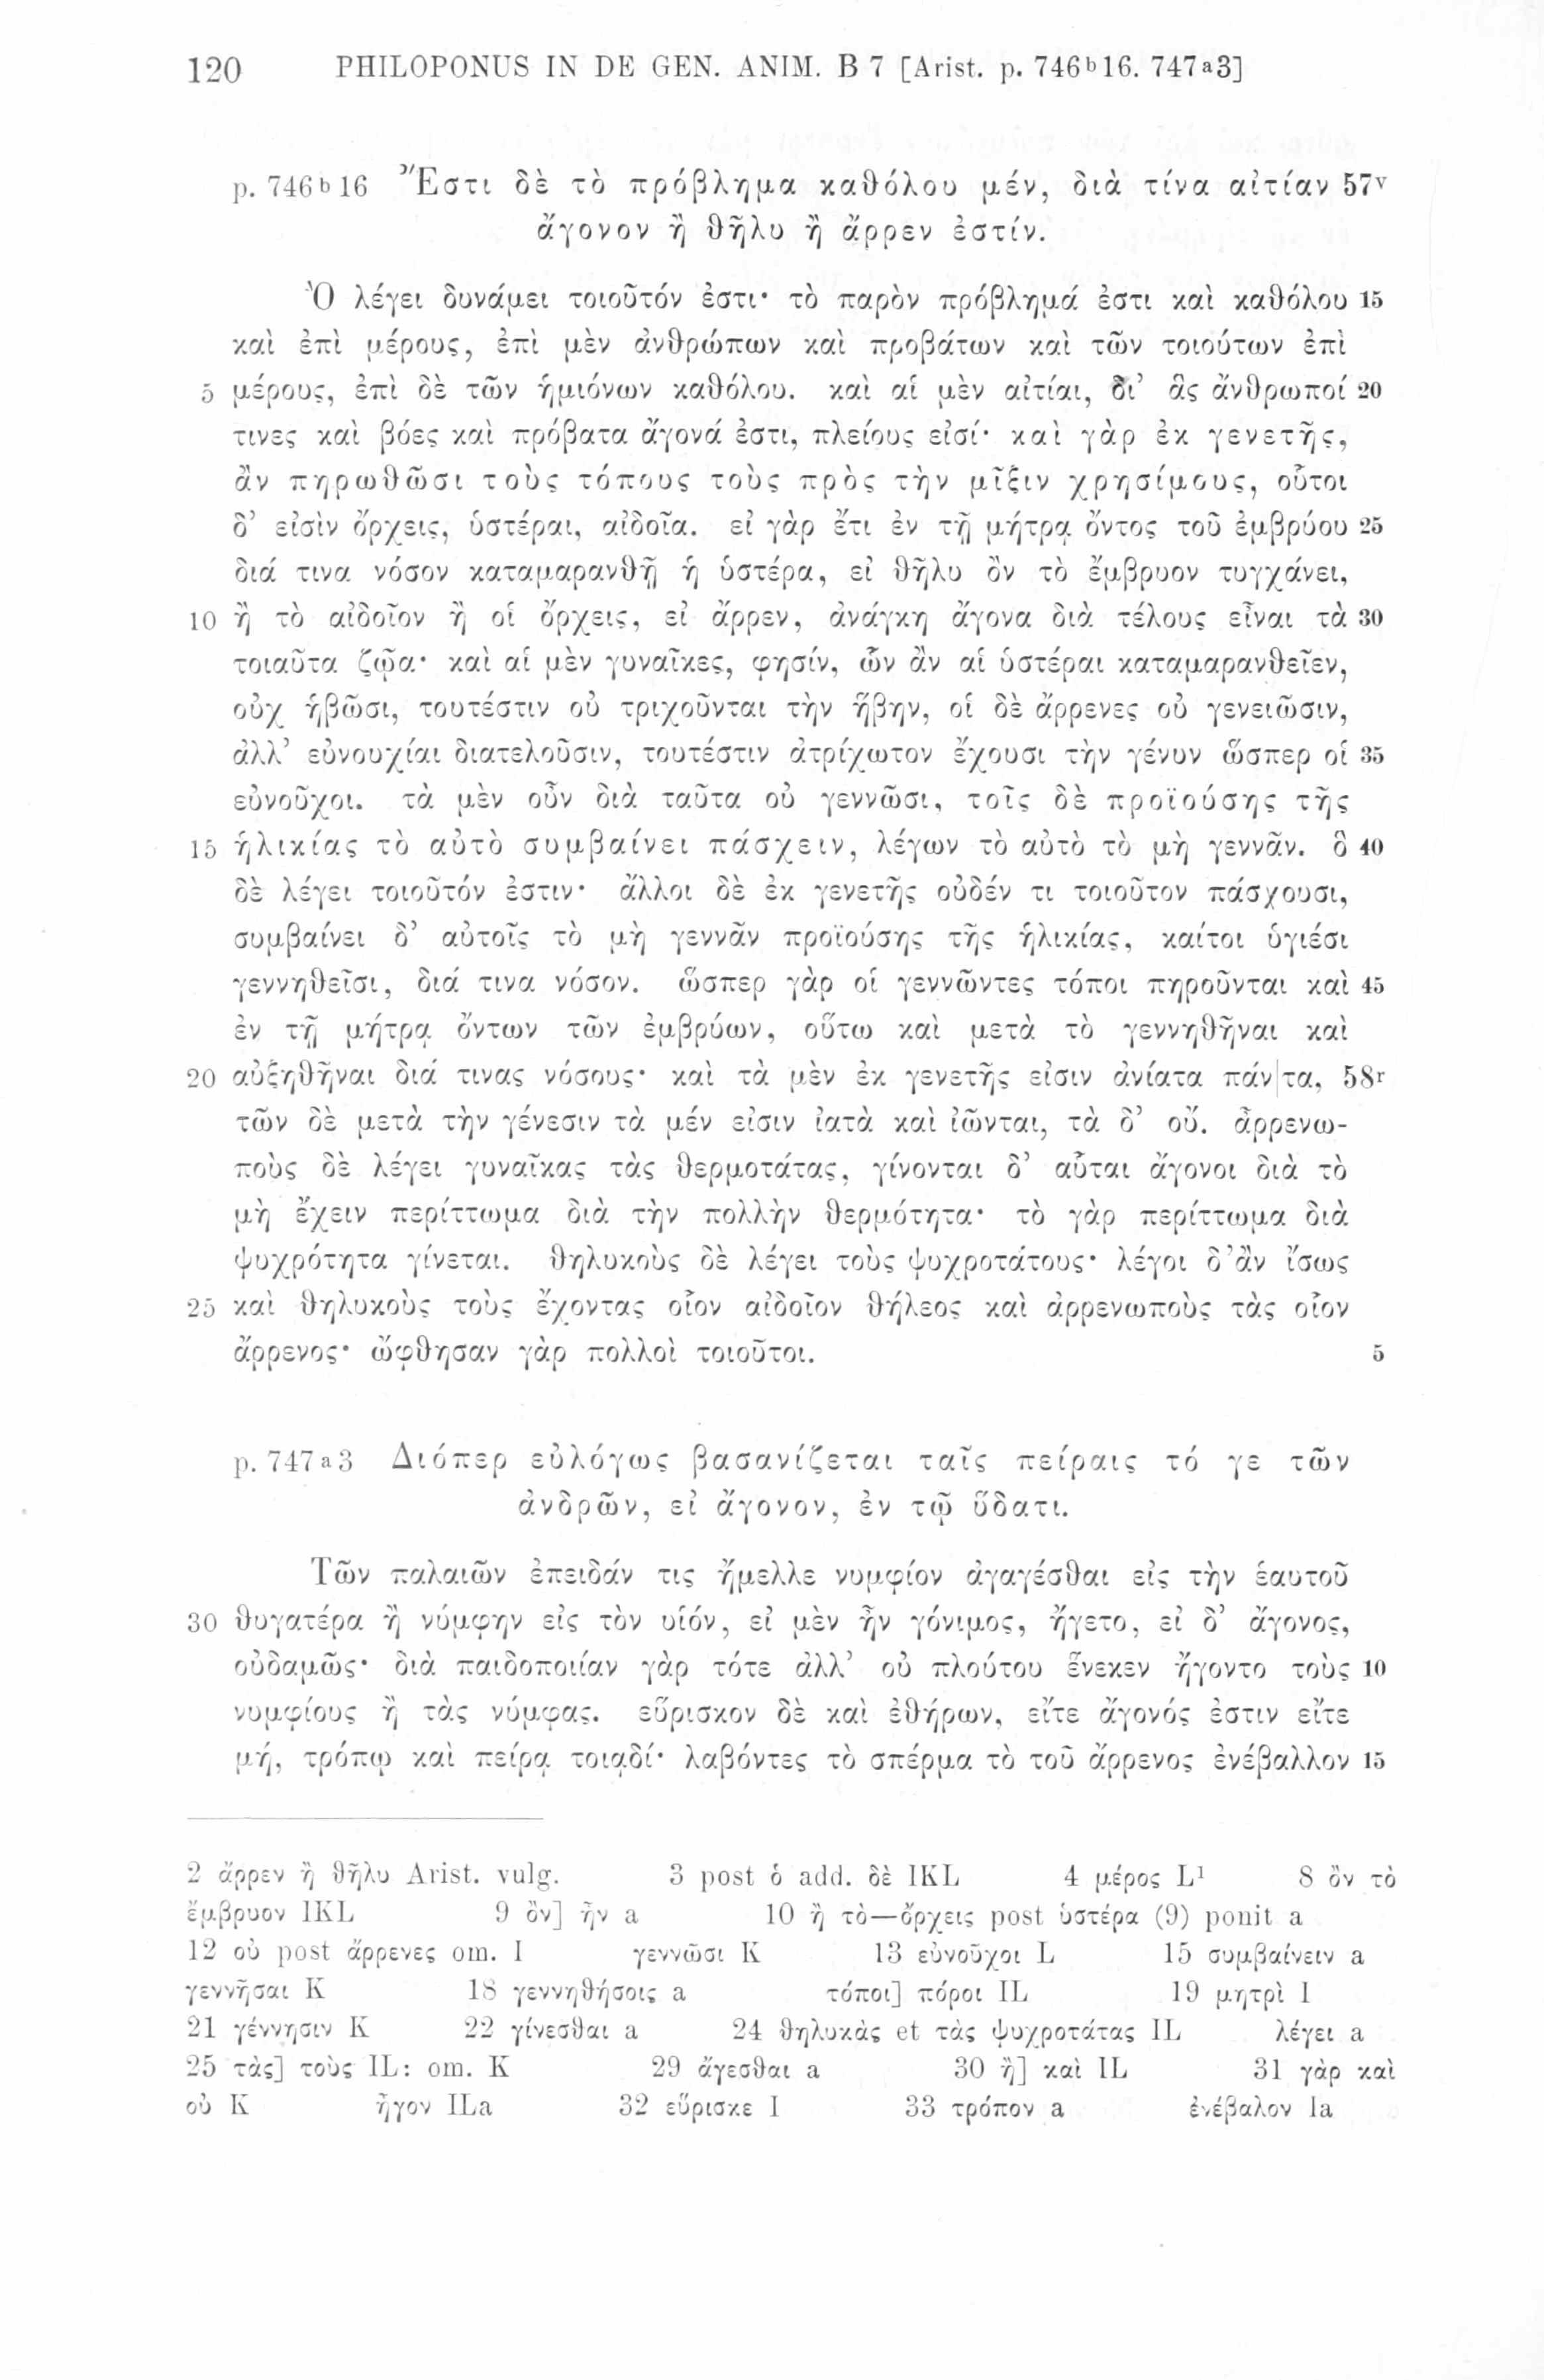 120 PHILOPONUS IN DE GEN. ANIM. B 7 [Arist. p. 746b16. 747a3]
p. 746b16 Ἔστι δὲ τὸ πρόβλημα καθόλου μέν, διὰ τίνα αἰτίαν 57v
ἄγονον ἢ θῆλυ ἢ ἄρρεν ἐστίν.
Ὃ λέγει δυνάμει τοιοῦτόν ἐστι· τὸ παρὸν πρόβλημά ἐστι καὶ καθόλου 15
καὶ ἐπὶ μέρους, ἐπὶ μὲν ἀνθρώπων καὶ προβάτων καὶ τῶν τοιούτων ἐπὶ
5 μέρους, ἐπὶ δὲ τῶν ἡμιόνων καθόλου. καὶ αἱ μὲν αἰτίαι, δι’ ἃς ἄνθρωποί 20
τινες καὶ βόες καὶ πρόβατα ἄγονά ἐστι, πλείους εἰσί· καὶ γὰρ ἐκ γενετῆς,
ἂν πηρωθῶσι τοὺς τόπους τοὺς πρὸς τὴν μῖξιν χρησίμους, οὗτοι
δ’ εἰσὶν ὄρχεις, ὑστέραι, αἰδοῖα. εἰ γὰρ ἔτι ἐν τῇ μήτρᾳ ὄντος τοῦ ἐμβρύου 25
διά τινα νόσον καταμαρανθῇ ἡ ὑστέρα, εἰ θῆλυ ὂν τὸ ἔμβρυον τυγχάνει,
10 ἢ τὸ αἰδοῖον ἢ οἱ ὄρχεις, εἰ ἄρρεν, ἀνάγκη ἄγονα διὰ τέλους εἶναι τὰ 30
τοιαῦτα ζῷα· καὶ αἱ μὲν γυναῖκες, φησίν, ὧν ἂν αἱ ὑστέραι καταμαρανθεῖεν,
οὐχ ἡβῶσι, τουτέστιν οὐ τριχοῦνται τὴν ἥβην, οἱ δὲ ἄρρενες οὐ γενειῶσιν,
ἀλλ’ εὐνουχίαι διατελοῦσιν, τουτέστιν ἀτρίχωτον ἔχουσι τὴν γένυν ὥσπερ οἱ 35
εὐνοῦχοι. τὰ μὲν οὖν διὰ ταῦτα οὐ γεννῶσι, τοῖς δὲ προϊούσης τῆς
15 ἡλικίας τὸ αὐτὸ συμβαίνει πάσχειν, λέγων τὸ αὐτὸ τὸ μὴ γεννᾶν. ὃ 40
δὲ λέγει τοιοῦτόν ἐστιν· ἄλλοι δὲ ἐκ γενετῆς οὐδέν τι τοιοῦτον πάσχουσι,
συμβαίνει δ’ αὐτοῖς τὸ μὴ γεννᾶν προϊούσης τῆς ἡλικίας, καίτοι ὑγιέσι
γεννηθεῖσι, διά τινα νόσον. ὥσπερ γὰρ οἱ γεννῶντες τόποι πηροῦνται καὶ 45
ἐν τῇ μήτρᾳ ὄντων τῶν ἐμβρύων, οὕτω καὶ μετὰ τὸ γεννηθῆναι καὶ
20 αὐξηθῆναι διά τινας νόσους· καὶ τὰ μὲν ἐκ γενετῆς εἰσιν ἀνίατα πάν|τα, 58r
τῶν δὲ μετὰ τὴν γένεσιν τὰ μέν εἰσιν ἰατὰ καὶ ἰῶνται, τὰ δ’ οὔ. ἀρρενω-
ποὺς δὲ λέγει γυναῖκας τὰς θερμοτάτας, γίνονται δ’ αὗται ἄγονοι διὰ τὸ
μὴ ἔχειν περίττωμα διὰ τὴν πολλὴν θερμότητα· τὸ γὰρ περίττωμα διὰ
ψυχρότητα γίνεται. θηλυκοὺς δὲ λέγει τοὺς ψυχροτάτους· λέγοι δ’ἂν ἴσως
25 καὶ θηλυκοὺς τοὺς ἔχοντας οἷον αἰδοῖον θήλεος καὶ ἀρρενωποὺς τὰς οἷον
ἄρρενος· ὤφθησαν γὰρ πολλοὶ τοιοῦτοι. 5
p. 747a3 Διόπερ εὐλόγως βασανίζεται ταῖς πείραις τό γε τῶν
ἀνδρῶν, εἰ ἄγονον, ἐν τῷ ὕδατι.
Τῶν παλαιῶν ἐπειδάν τις ἤμελλε νυμφίον ἀγαγέσθαι εἰς τὴν ἑαυτοῦ
30 θυγατέρα ἢ νύμφην εἰς τὸν υἱόν, εἰ μὲν ἦν γόνιμος, ἤγετο, εἰ δ’ ἄγονος,
οὐδαμῶς· διὰ παιδοποιίαν γὰρ τότε ἀλλ’ οὐ πλούτου ἕνεκεν ἤγοντο τοὺς 10
νυμφίους ἢ τὰς νύμφας. εὕρισκον δὲ καὶ ἐθήρων, εἴτε ἄγονός ἐστιν εἴτε
μή, τρόπῳ καὶ πείρᾳ τοιᾳδί· λαβόντες τὸ σπέρμα τὸ τοῦ ἄρρενος ἐνέβαλλον 15
2 ἄρρεν ἢ θῆλυ Arist. vulg. 3 post ὁ add. δὲ IKL 4 μέρος L1 8 ὂν τὸ
ἔμβρυον IKL 9 ὂν] ἦν a 10 ἢ τὸ—ὄρχεις post ὑστέρα (9) ponit a
12 οὐ post ἄρρενες om. I γεννῶσι K 13 εὐνοῦχοι L 15 συμβαίνειν a
γεννῆσαι K 18 γεννηθήσοις a τόποι] πόροι IL 19 μητρὶ I
21 γέννησιν K 22 γίνεσθαι a 24 θηλυκὰς et τὰς ψυχροτάτας IL λέγει a
25 τὰς] τοὺς IL: om. K 29 ἄγεσθαι a 30 ἢ] καὶ IL 31 γὰρ καὶ
οὐ K ἦγον ILa 32 εὕρισκε I 33 τρόπον a ἐνέβαλον Ia